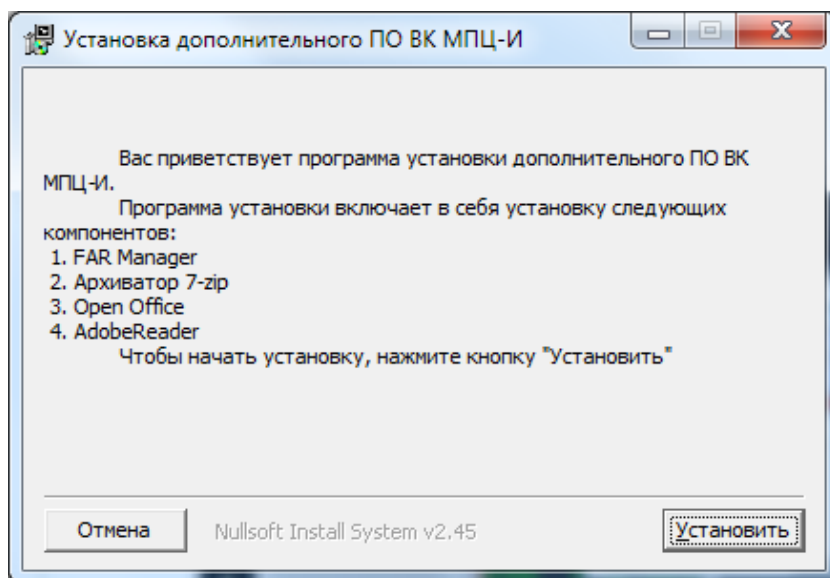 Установка дополнительного ПО ВК МПЦ-И
Вас приветствует программа установки дополнительного ПО ВК
МПЦ-И.
Программа установки включает в себя установку следующих
компонентов:
1. FAR Manager
2. Архиватор 7-zip
3. Open Office
4. AdobeReader
Чтобы начать установку, нажмите кнопку "Установить"
Отмена
Nullsoft Install System v2.45
Установить